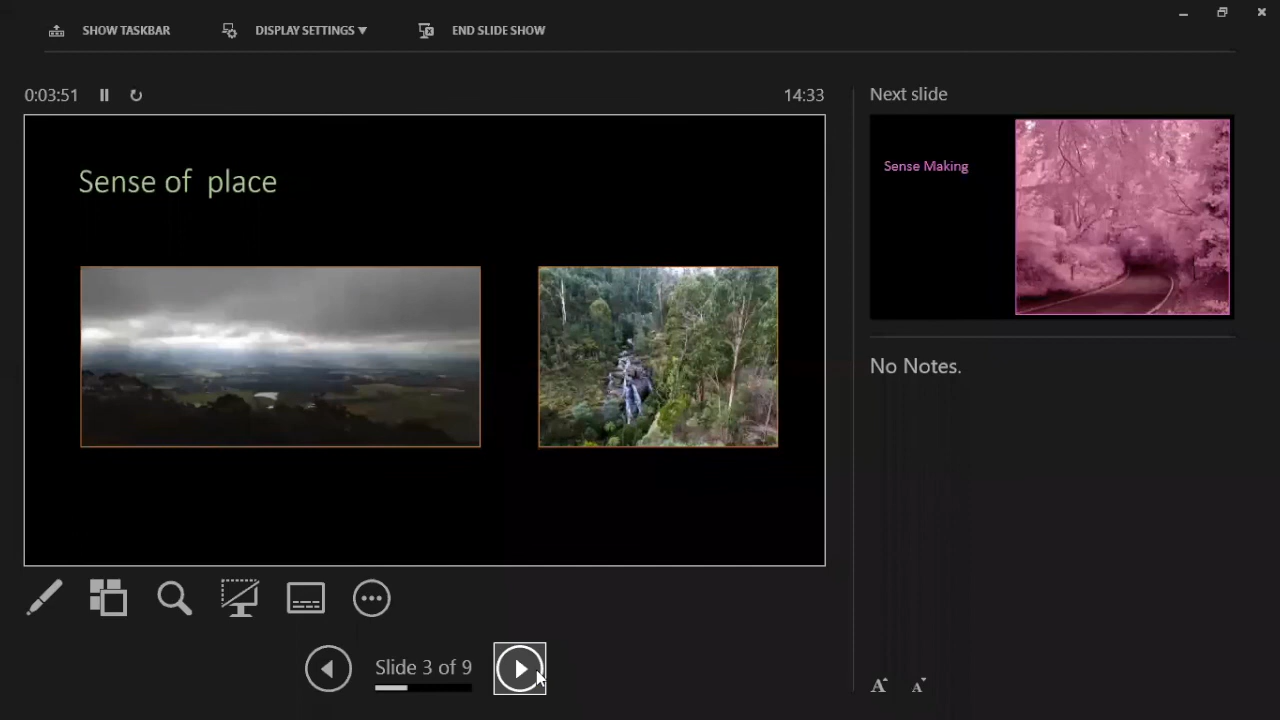 SHOW TASKBAR
DISPLAY SETTINGS ▼
END SLIDE SHOW
0:03:51
14:33
Sense of  place
Next slide
Sense Making
No Notes.
Slide 3 of 9
A A